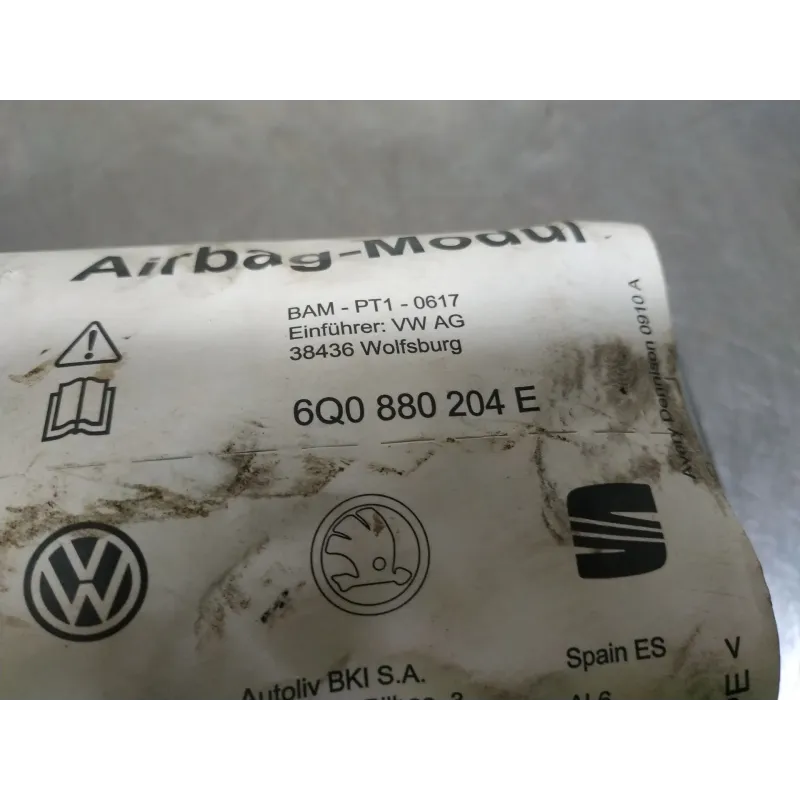 Airbag-Modul
BAM - PT1 - 0617
Einführer: VW AG
38436 Wolfsburg
6Q0 880 204 E
Avery Dennison 0910 A
Autoliv BKI S.A.
Spain ES